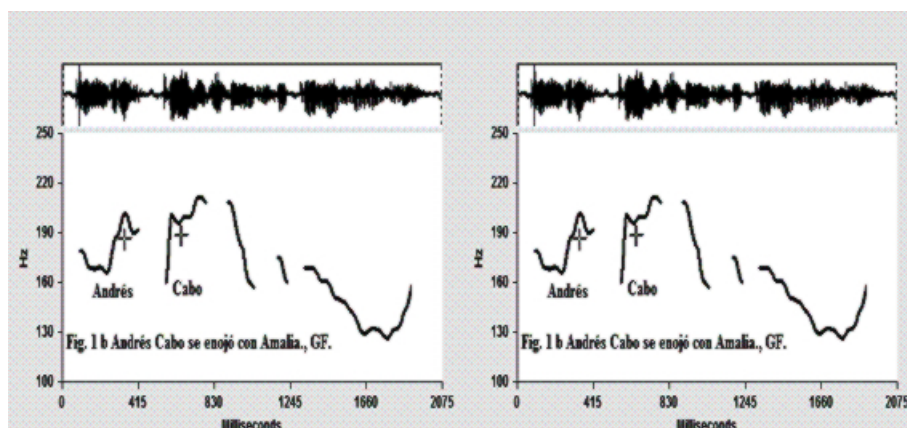 250
220
190
160
130
100
Hz
Andrés
Cabo
Fig. 1 b Andrés Cabo se enojó con Amalia., GF.
0 415 830 1245 1660 2075
Milliseconds
250
220
190
160
130
100
Hz
Andrés
Cabo
Fig. 1 b Andrés Cabo se enojó con Amalia., GF.
0 415 830 1245 1660 2075
Milliseconds